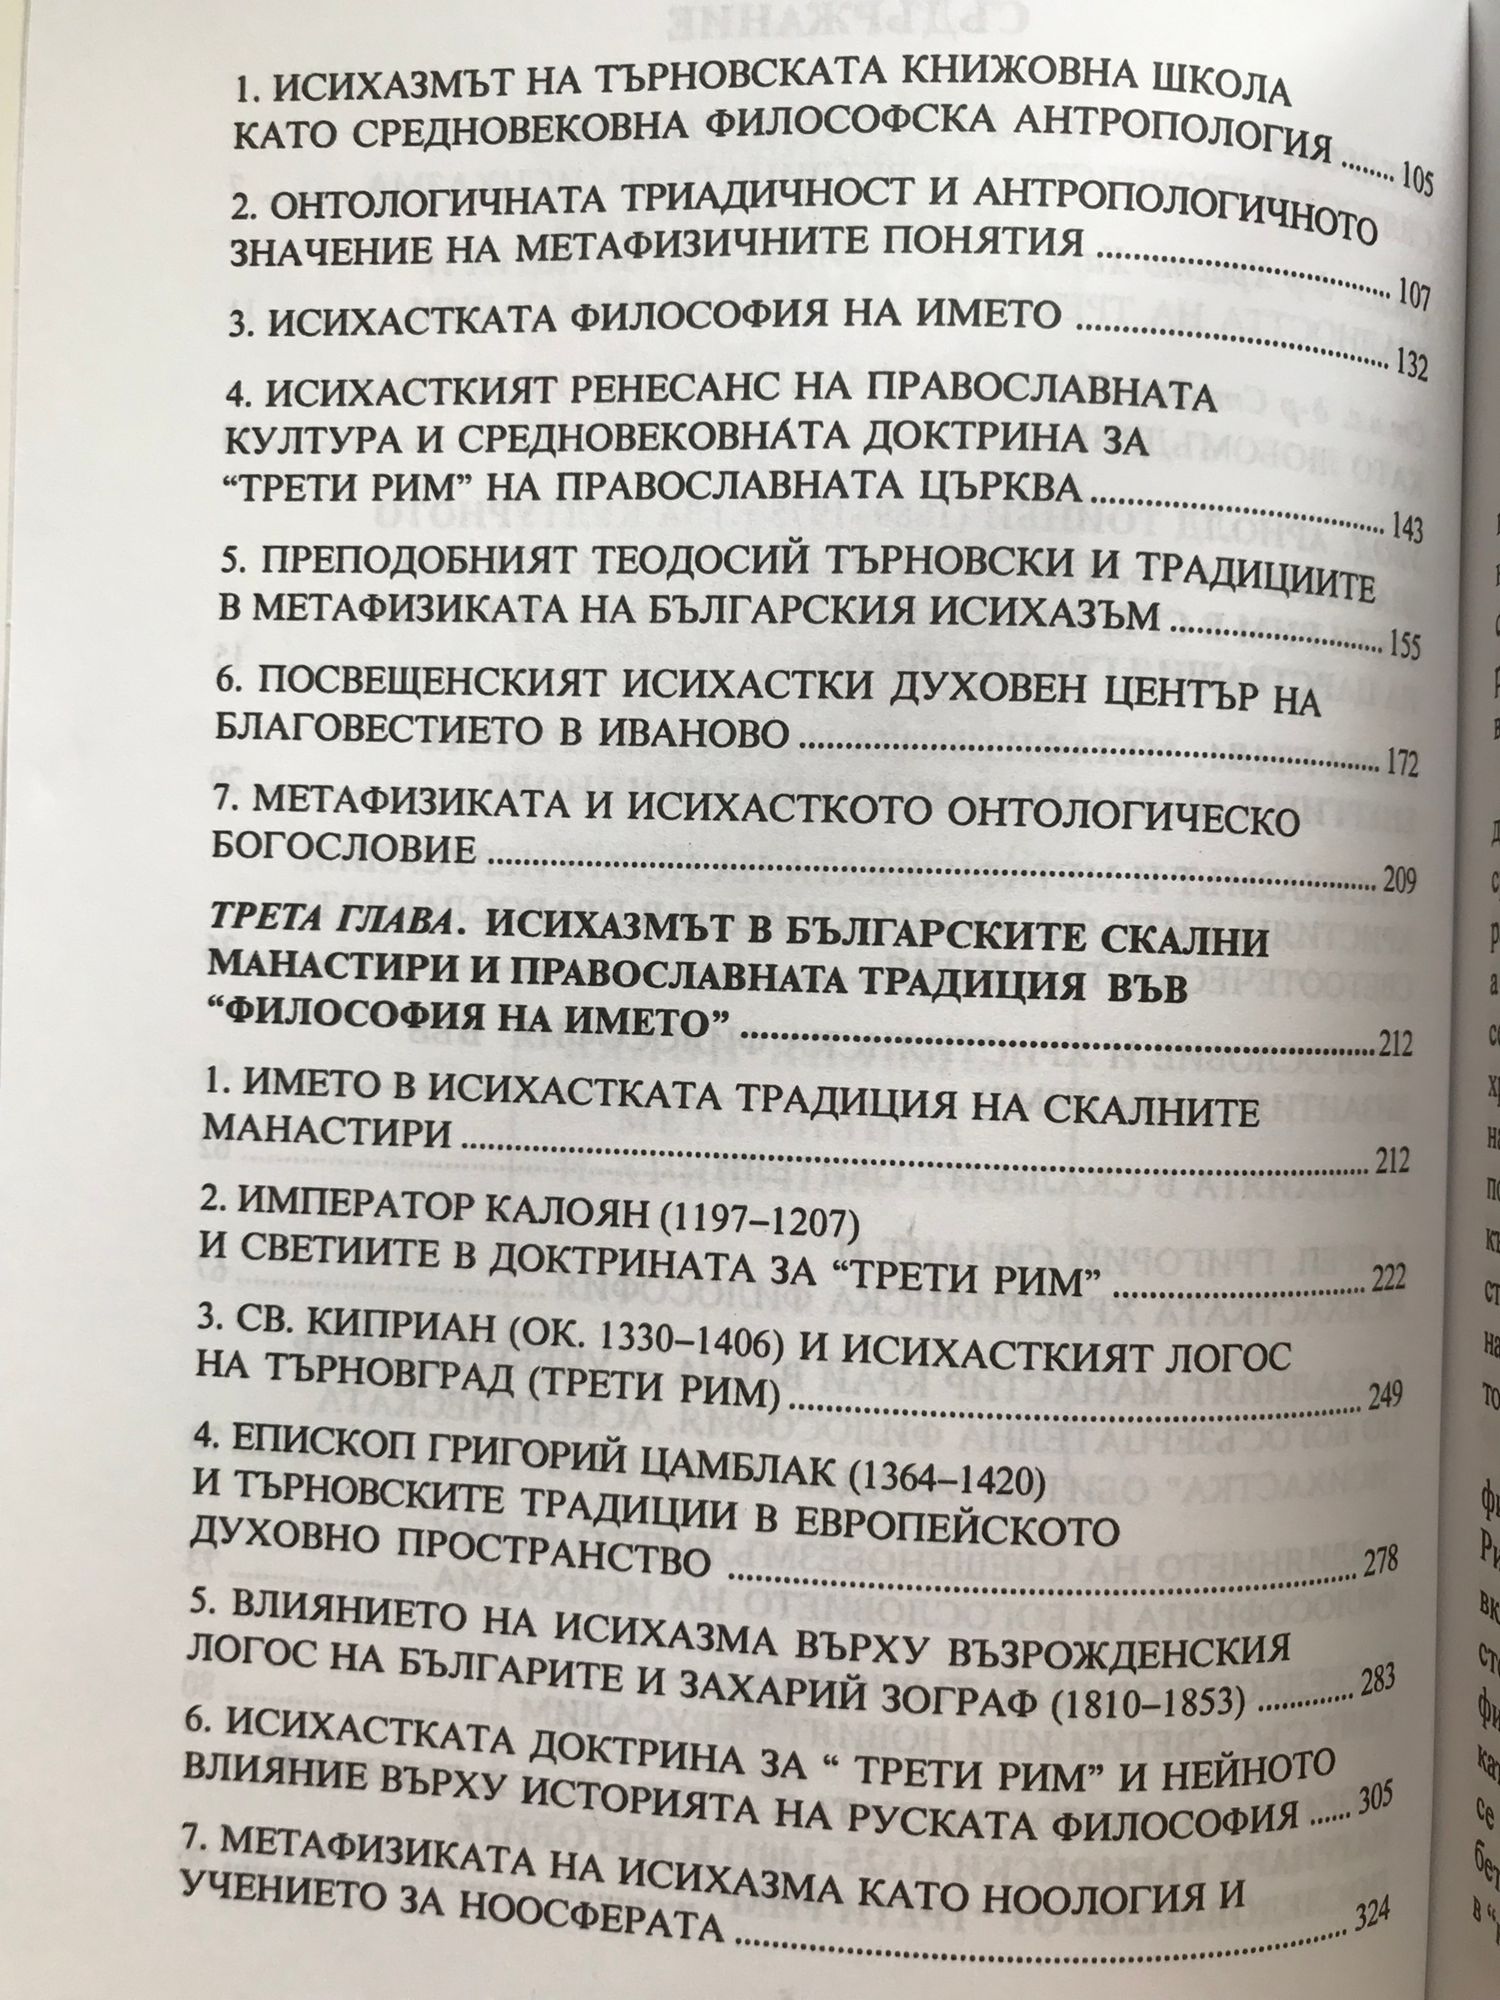 1. ИСИХАЗМЪТ НА ТЪРНОВСКАТА КНИЖОВНА ШКОЛА
КАТО СРЕДНОВЕКОВНА ФИЛОСОФСКА АНТРОПОЛОГИЯ ........ 105
2. ОНТОЛОГИЧНАТА ТРИАДИЧНОСТ И АНТРОПОЛОГИЧНОТО
ЗНАЧЕНИЕ НА МЕТАФИЗИЧНИТЕ ПОНЯТИЯ ........ 107
3. ИСИХАСТКАТА ФИЛОСОФИЯ НА ИМЕТО ........ 132
4. ИСИХАСТКИЯТ РЕНЕСАНС НА ПРАВОСЛАВНАТА
КУЛТУРА И СРЕДНОВЕКОВНАТА ДОКТРИНА ЗА
“ТРЕТИ РИМ” НА ПРАВОСЛАВНАТА ЦЪРКВА ........ 143
5. ПРЕПОДОБНИЯТ ТЕОДОСИЙ ТЪРНОВСКИ И ТРАДИЦИИТЕ
В МЕТАФИЗИКАТА НА БЪЛГАРСКИЯ ИСИХАЗЪМ ........ 155
6. ПОСВЕЩЕНСКИЯТ ИСИХАСТКИ ДУХОВЕН ЦЕНТЪР НА
БЛАГОВЕСТИЕТО В ИВАНОВО ........ 172
7. МЕТАФИЗИКАТА И ИСИХАСТКОТО ОНТОЛОГИЧЕСКО
БОГОСЛОВИЕ ........ 209
ТРЕТА ГЛАВА. ИСИХАЗМЪТ В БЪЛГАРСКИТЕ СКАЛНИ
МАНАСТИРИ И ПРАВОСЛАВНАТА ТРАДИЦИЯ ВЪВ
“ФИЛОСОФИЯ НА ИМЕТО” ........ 212
1. ИМЕТО В ИСИХАСТКАТА ТРАДИЦИЯ НА СКАЛНИТЕ
МАНАСТИРИ ........ 212
2. ИМПЕРАТОР КАЛОЯН (1197–1207)
И СВЕТИИТЕ В ДОКТРИНАТА ЗА “ТРЕТИ РИМ” ........ 222
3. СВ. КИПРИАН (ОК. 1330–1406) И ИСИХАСТКИЯТ ЛОГОС
НА ТЪРНОВГРАД (ТРЕТИ РИМ) ........ 249
4. ЕПИСКОП ГРИГОРИЙ ЦАМБЛАК (1364–1420)
И ТЪРНОВСКИТЕ ТРАДИЦИИ В ЕВРОПЕЙСКОТО
ДУХОВНО ПРОСТРАНСТВО ........ 278
5. ВЛИЯНИЕТО НА ИСИХАЗМА ВЪРХУ ВЪЗРОЖДЕНСКИЯ
ЛОГОС НА БЪЛГАРИТЕ И ЗАХАРИЙ ЗОГРАФ (1810–1853) ........ 283
6. ИСИХАСТКАТА ДОКТРИНА ЗА “ ТРЕТИ РИМ” И НЕЙНОТО
ВЛИЯНИЕ ВЪРХУ ИСТОРИЯТА НА РУСКАТА ФИЛОСОФИЯ ...... 305
7. МЕТАФИЗИКАТА НА ИСИХАЗМА КАТО НООЛОГИЯ И
УЧЕНИЕТО ЗА НООСФЕРАТА ........ 324